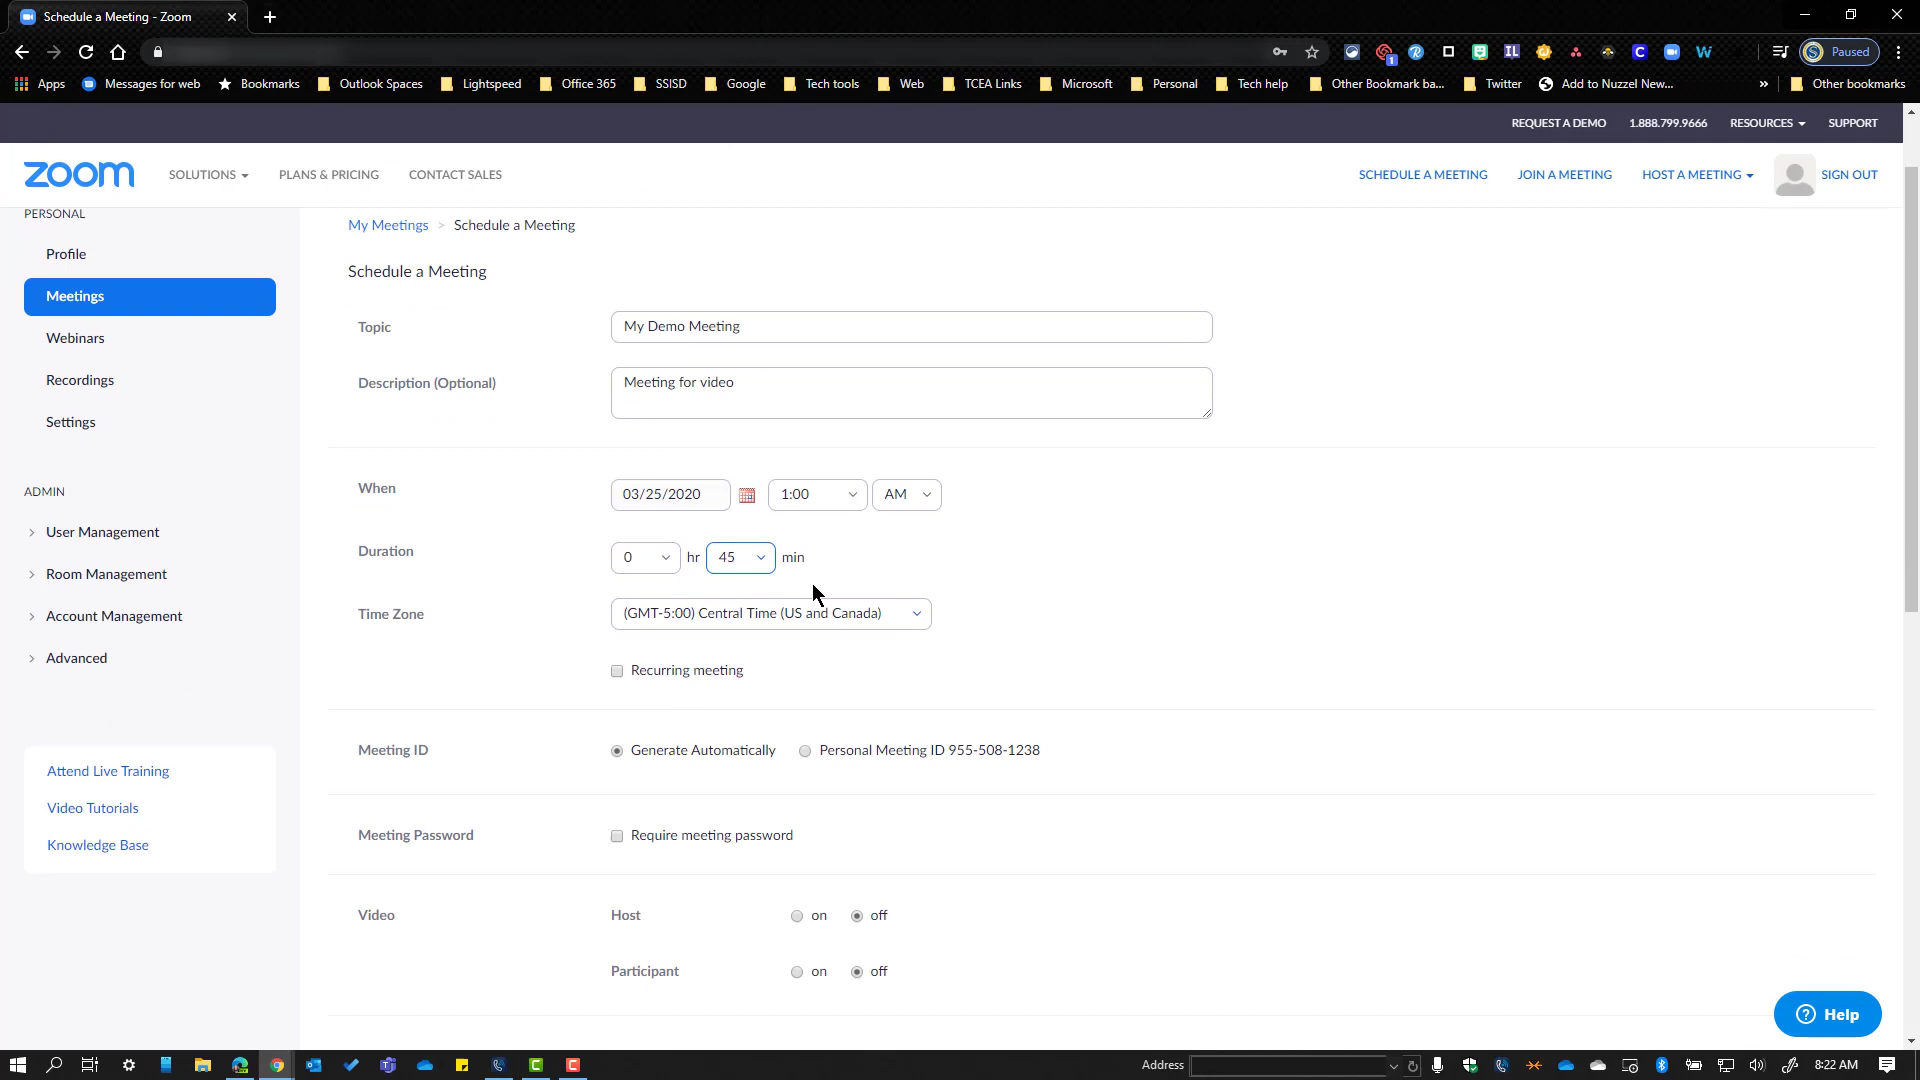 Schedule a Meeting - Zoom
Paused
Apps Messages for web Bookmarks Outlook Spaces Lightspeed Office 365 SSISD Google Tech tools Web TCEA Links Microsoft Personal Tech help Other Bookmark ba... Twitter Add to Nuzzel New... » Other bookmarks
REQUEST A DEMO 1.888.799.9666 RESOURCES SUPPORT
zoom SOLUTIONS PLANS & PRICING CONTACT SALES SCHEDULE A MEETING JOIN A MEETING HOST A MEETING SIGN OUT
PERSONAL
Profile
Meetings
Webinars
Recordings
Settings
ADMIN
User Management
Room Management
Account Management
Advanced
Attend Live Training
Video Tutorials
Knowledge Base
My Meetings > Schedule a Meeting
Schedule a Meeting
Topic My Demo Meeting
Description (Optional) Meeting for video
When 03/25/2020 1:00 AM
Duration 0 hr 45 min
Time Zone (GMT-5:00) Central Time (US and Canada)
Recurring meeting
Meeting ID Generate Automatically Personal Meeting ID 955-508-1238
Meeting Password Require meeting password
Video Host on off
Participant on off
Help
Address 8:22 AM